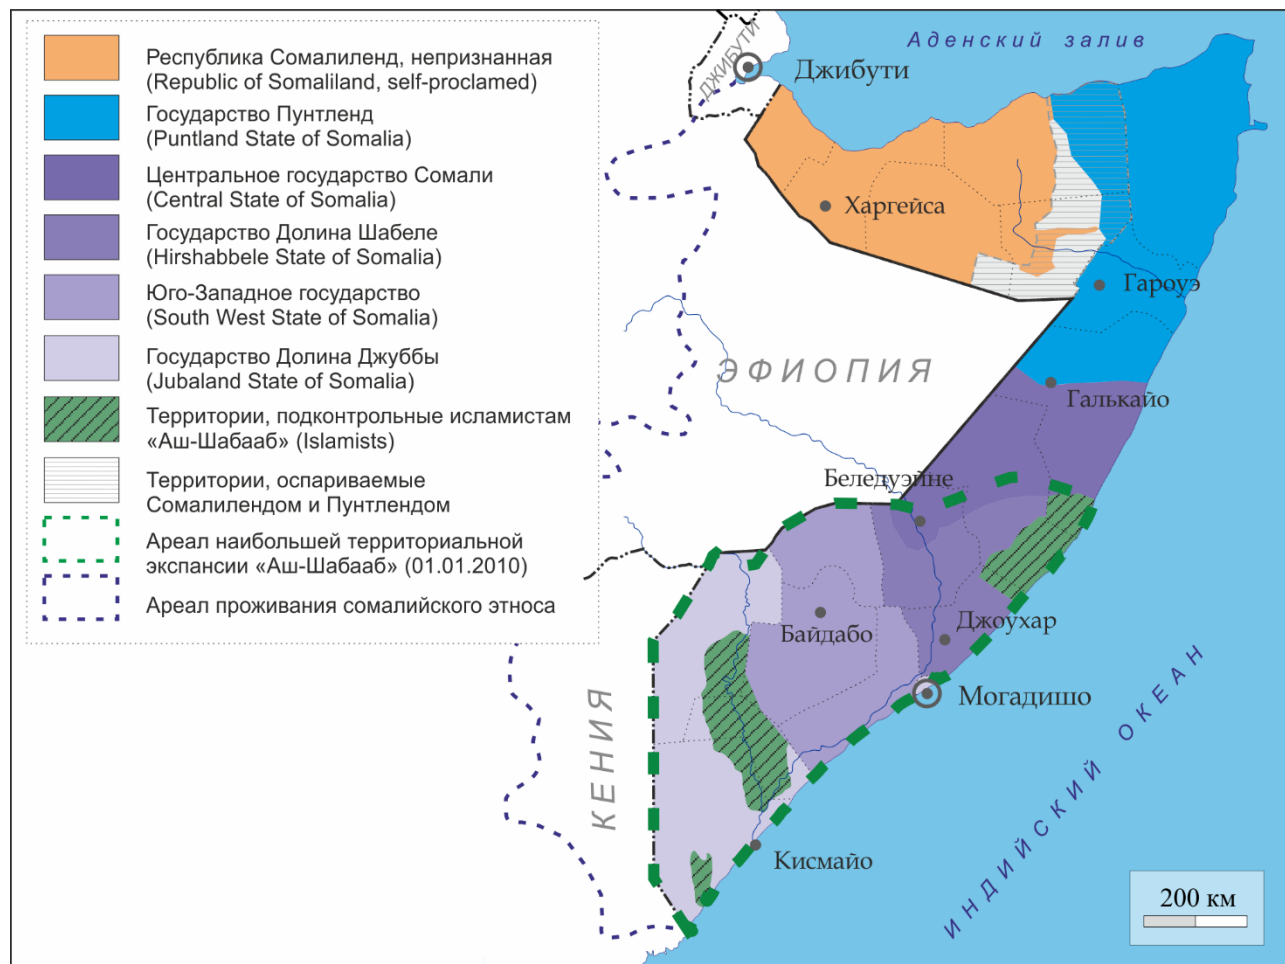 Республика Сомалиленд, непризнанная
(Republic of Somaliland, self-proclamed)
Государство Пунтленд
(Puntland State of Somalia)
Центральное государство Сомали
(Central State of Somalia)
Государство Долина Шабеле
(Hirshabbele State of Somalia)
Юго-Западное государство
(South West State of Somalia)
Государство Долина Джуббы
(Jubaland State of Somalia)
Территории, подконтрольные исламистам
«Аш-Шабааб» (Islamists)
Территории, оспариваемые
Сомалилендом и Пунтлендом
Ареал наибольшей территориальной
экспансии «Аш-Шабааб» (01.01.2010)
Ареал проживания сомалийского этноса
Аденский залив
ДЖИБУТИ
Джибути
Харгейса
Гароуэ
ЭФИОПИЯ
Галькайо
Беледуэйне
Байдабо
Джоухар
Могадишо
КЕНИЯ
Кисмайо
ИНДИЙСКИЙ ОКЕАН
200 км